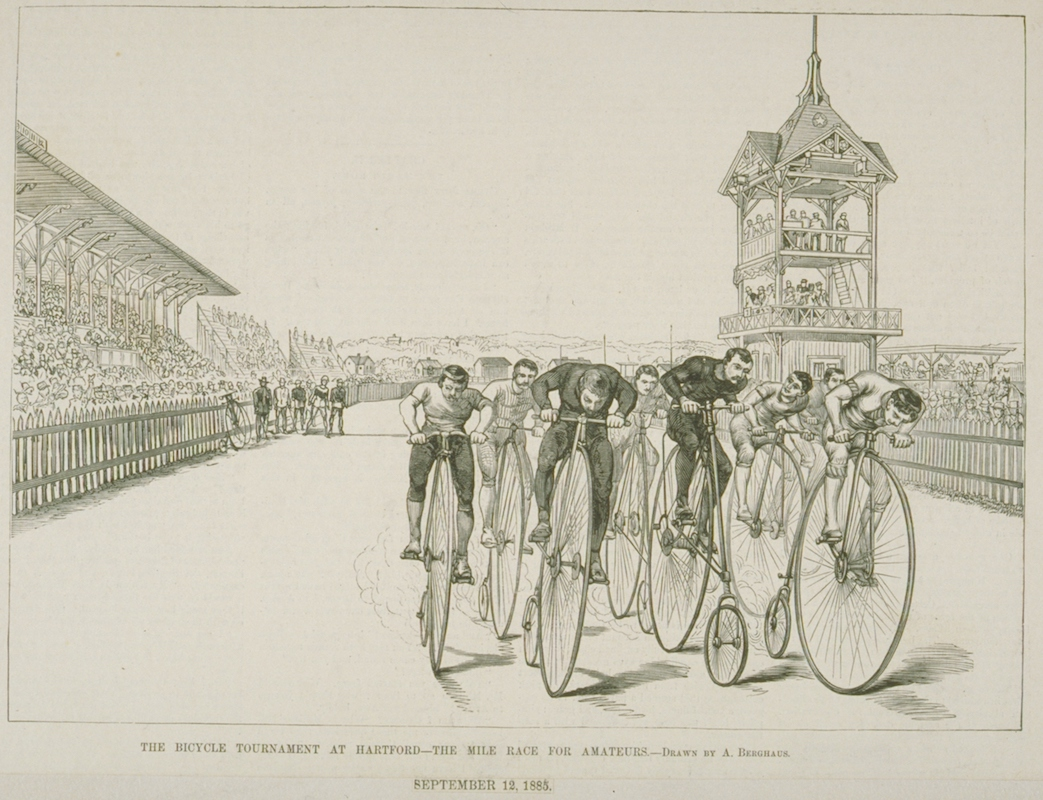 THE BICYCLE TOURNAMENT AT HARTFORD—THE MILE RACE FOR AMATEURS.—DRAWN BY A. BERGHAUS.
SEPTEMBER 12, 1885.